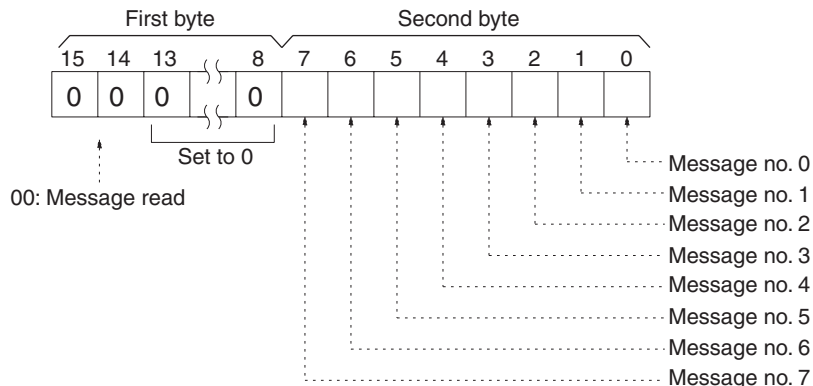 First byte Second byte
15 14 13 8 7 6 5 4 3 2 1 0
0 0 0 0
Set to 0
00: Message read
Message no. 0
Message no. 1
Message no. 2
Message no. 3
Message no. 4
Message no. 5
Message no. 6
Message no. 7